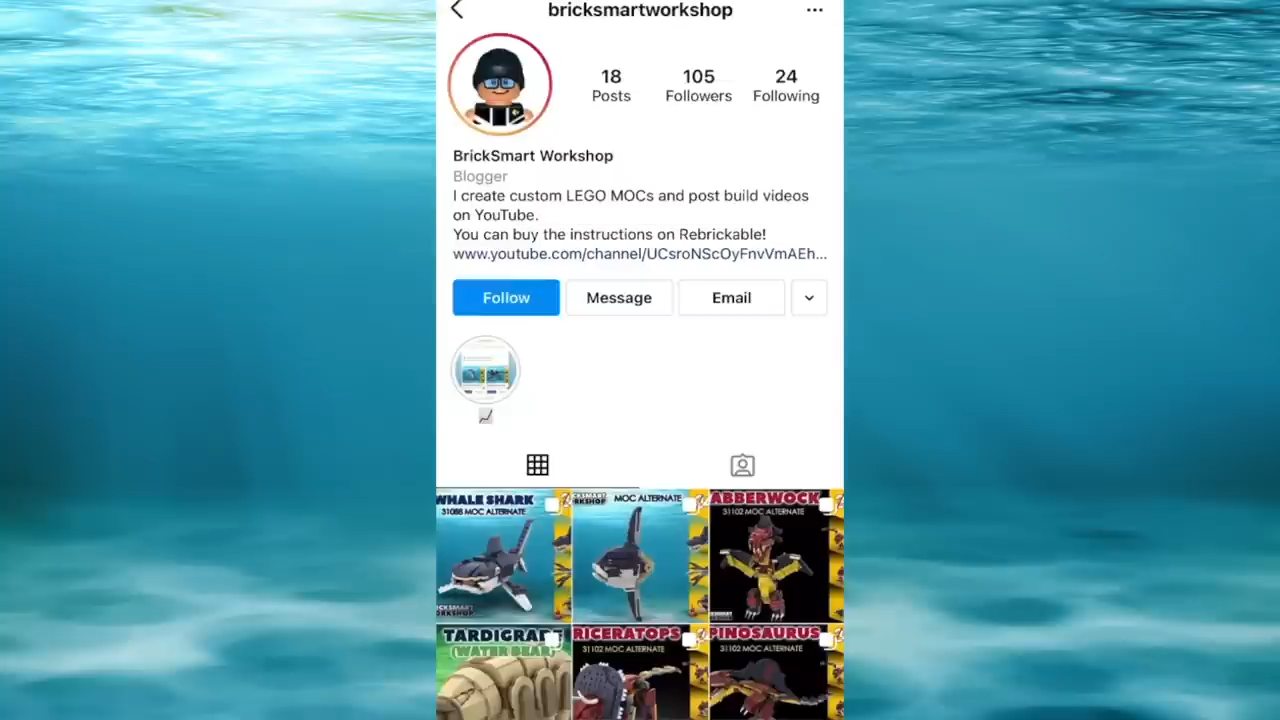 bricksmartworkshop
18
105
24
Posts
Followers
Following
BrickSmart Workshop
Blogger
I create custom LEGO MOCs and post build videos
on YouTube.
You can buy the instructions on Rebrickable!
www.youtube.com/channel/UCsroNScOyFnvVmAEh...
Follow
Message
Email
WHALE SHARK
31088 MOC ALTERNATE
MOC ALTERNATE
ABBERWOCK
31102 MOC ALTERNATE
TARDIGRADE
(WATER BEAR)
RICERATOPS
31102 MOC ALTERNATE
PINOSAURUS
31102 MOC ALTERNATE